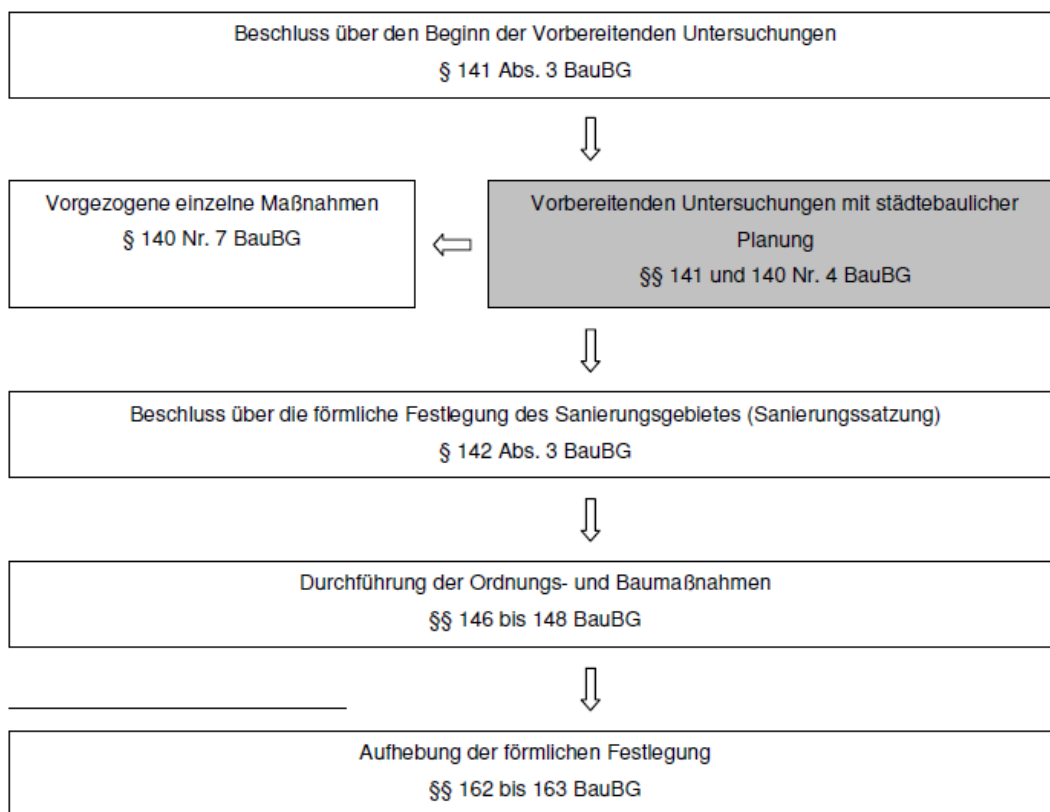 Beschluss über den Beginn der Vorbereitenden Untersuchungen
§ 141 Abs. 3 BauBG
Vorgezogene einzelne Maßnahmen
§ 140 Nr. 7 BauBG
Vorbereitenden Untersuchungen mit städtebaulicher
Planung
§§ 141 und 140 Nr. 4 BauBG
Beschluss über die förmliche Festlegung des Sanierungsgebietes (Sanierungssatzung)
§ 142 Abs. 3 BauBG
Durchführung der Ordnungs- und Baumaßnahmen
§§ 146 bis 148 BauBG
Aufhebung der förmlichen Festlegung
§§ 162 bis 163 BauBG